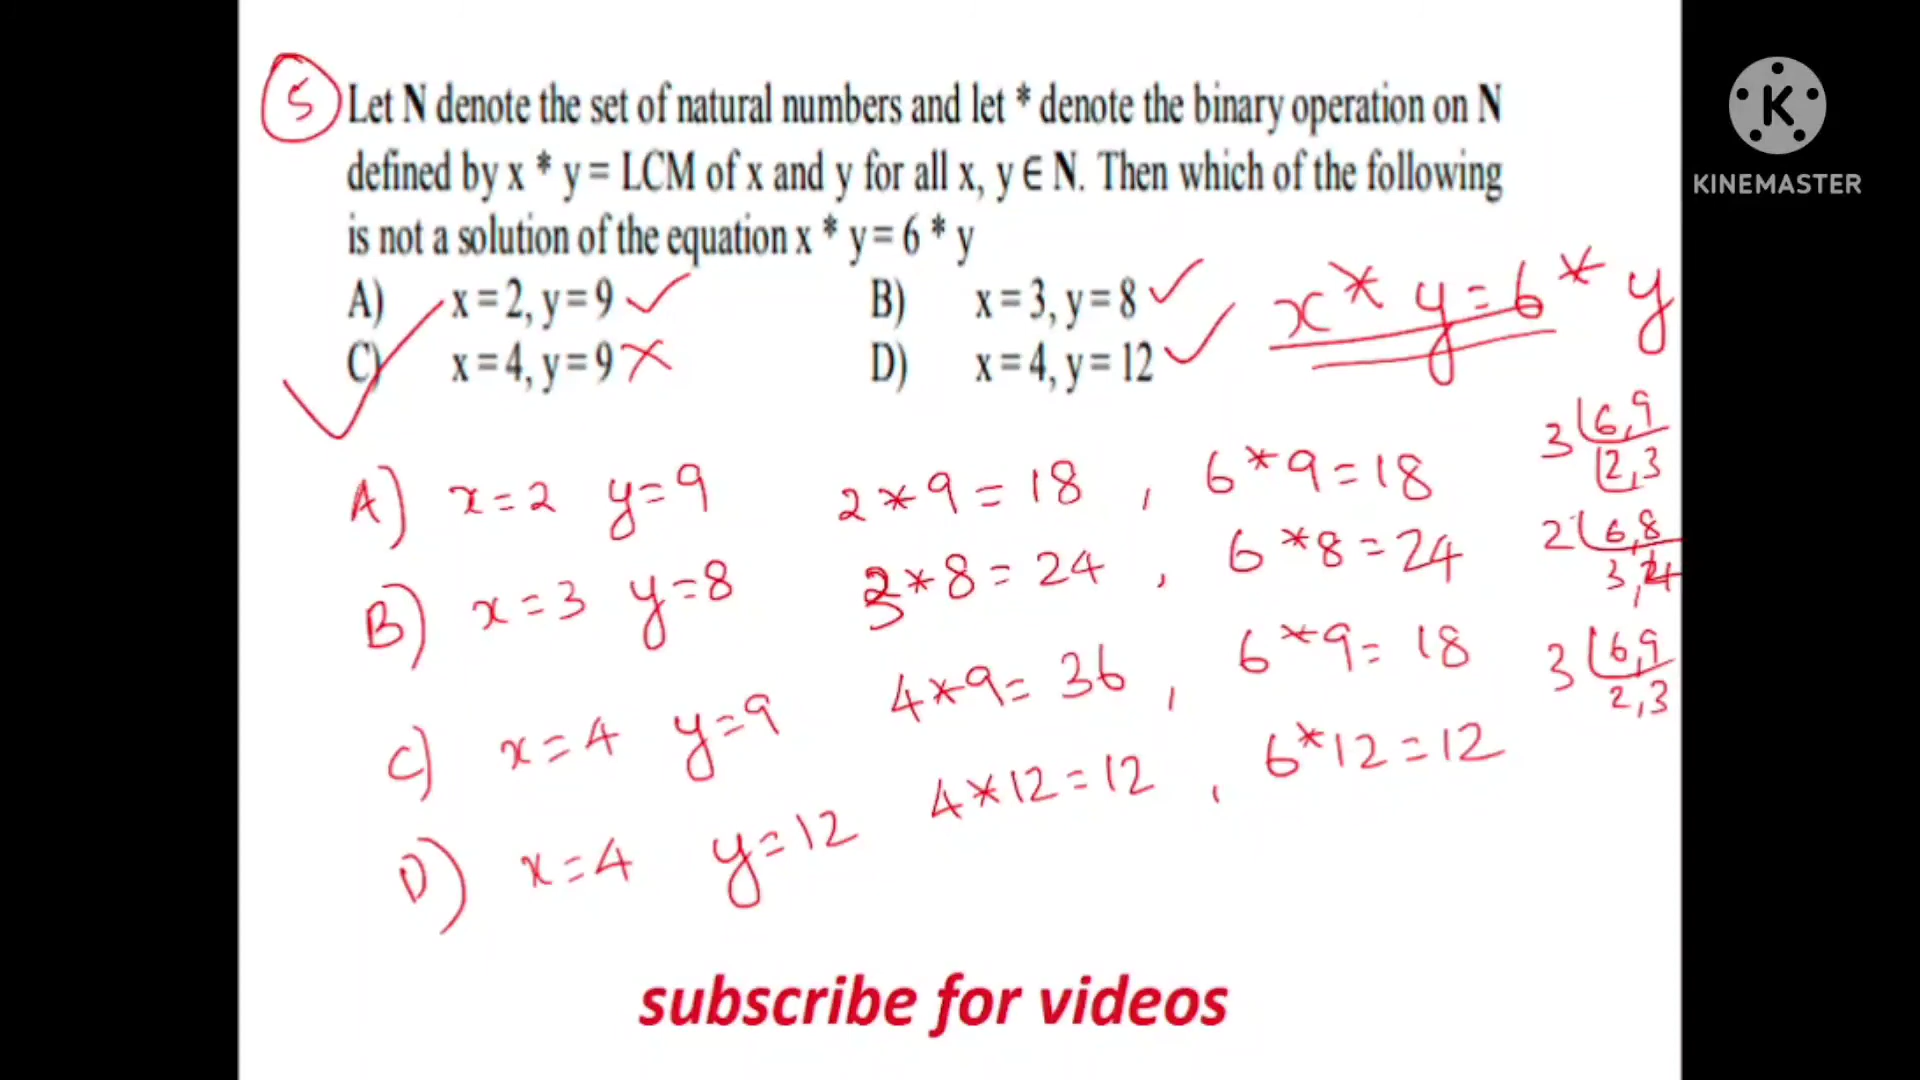 5 Let N denote the set of natural numbers and let * denote the binary operation on N
defined by x * y = LCM of x and y for all x, y ∈ N. Then which of the following
is not a solution of the equation x * y = 6 * y
A) x = 2, y = 9 ✓ B) x = 3, y = 8 ✓
C) x = 4, y = 9 ✗ D) x = 4, y = 12 ✓
x * y = 6 * y
A) x = 2 y = 9 2 * 9 = 18 , 6 * 9 = 18 3 6,9
2,3
B) x = 3 y = 8 3 * 8 = 24 , 6 * 8 = 24 2 6,8
3,4
C) x = 4 y = 9 4 * 9 = 36 , 6 * 9 = 18 3 6,9
2,3
D) x = 4 y = 12 4 * 12 = 12 , 6 * 12 = 12
subscribe for videos
K
KINEMASTER